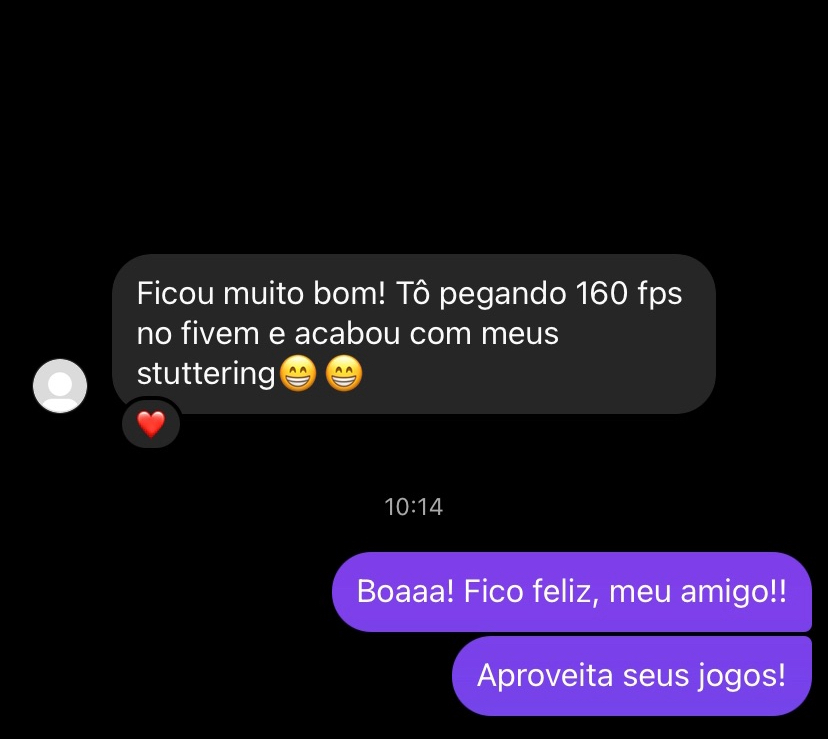 Ficou muito bom! Tô pegando 160 fps
no fivem e acabou com meus
stuttering😁😁
❤️
10:14
Boaaa! Fico feliz, meu amigo!!
Aproveita seus jogos!